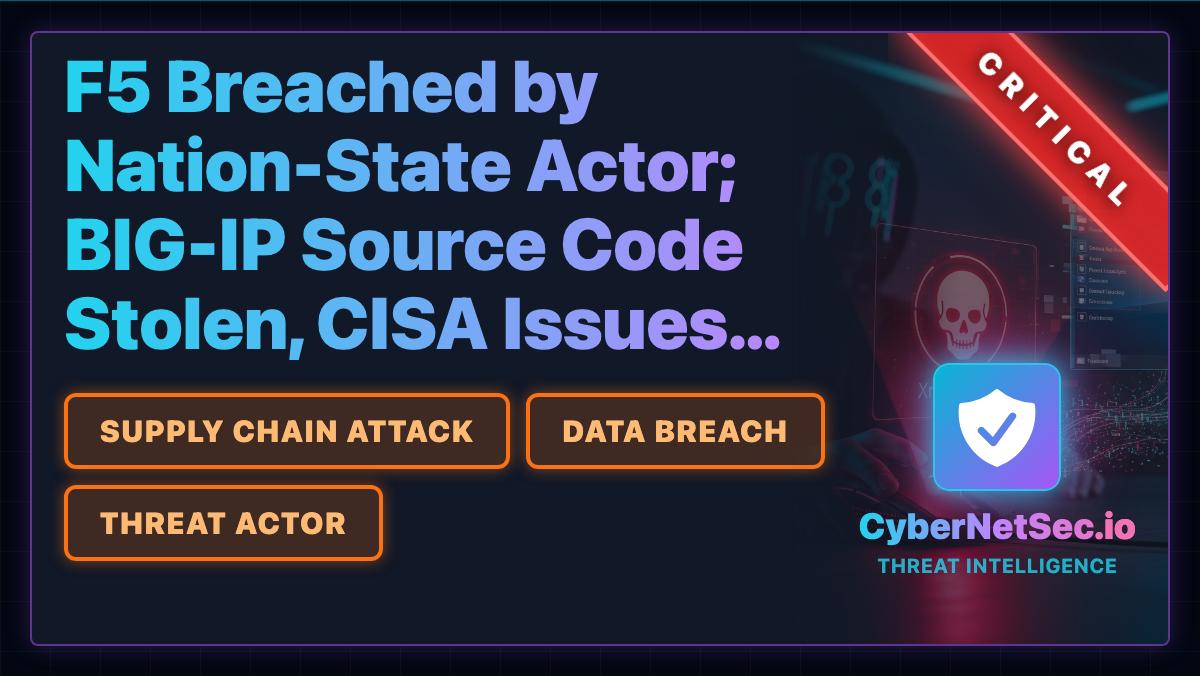 F5 Breached by
Nation-State Actor;
BIG-IP Source Code
Stolen, CISA Issues...
CRITICAL
SUPPLY CHAIN ATTACK
DATA BREACH
THREAT ACTOR
CyberNetSec.io
THREAT INTELLIGENCE